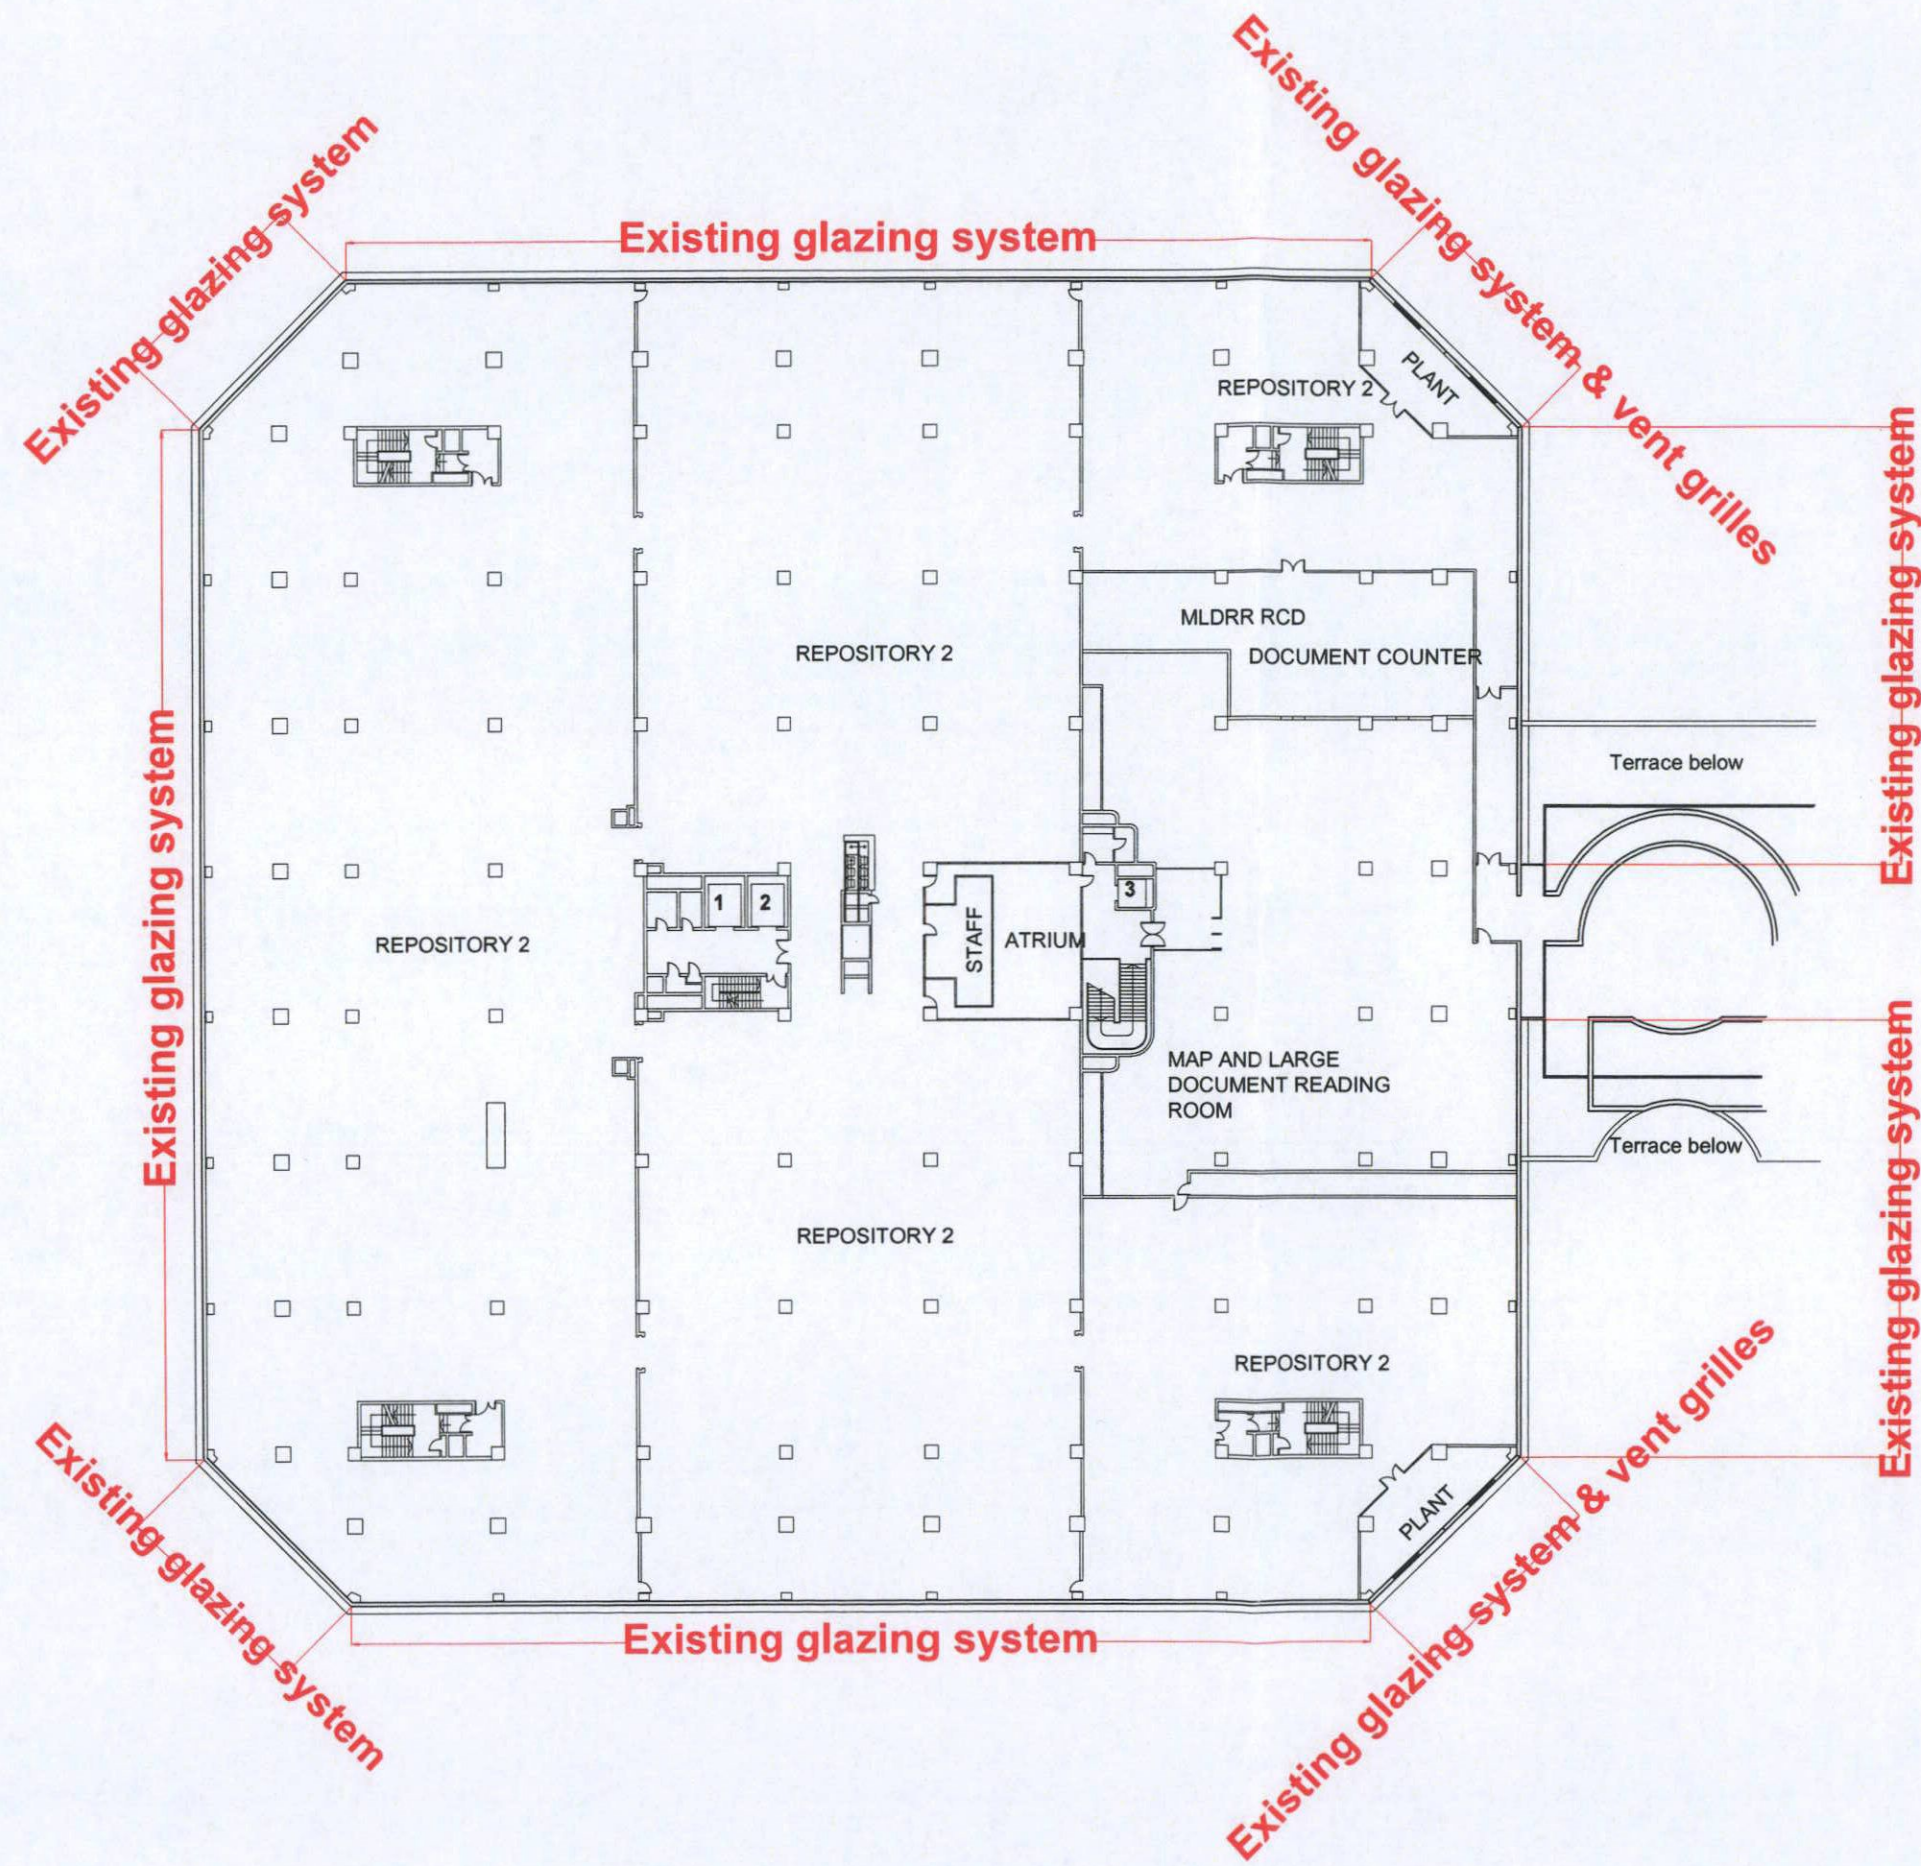 Existing glazing system & vent grilles
Existing glazing system
Existing glazing system
REPOSITORY 2
PLANT
Existing glazing system
MLDRR RCD
REPOSITORY 2
DOCUMENT COUNTER
Existing glazing system
Terrace below
1
2
3
REPOSITORY 2
STAFF
ATRIUM
MAP AND LARGE
DOCUMENT READING
ROOM
Terrace below
Existing glazing system
REPOSITORY 2
REPOSITORY 2
PLANT
Existing glazing system
Existing glazing system
Existing glazing system & vent grilles